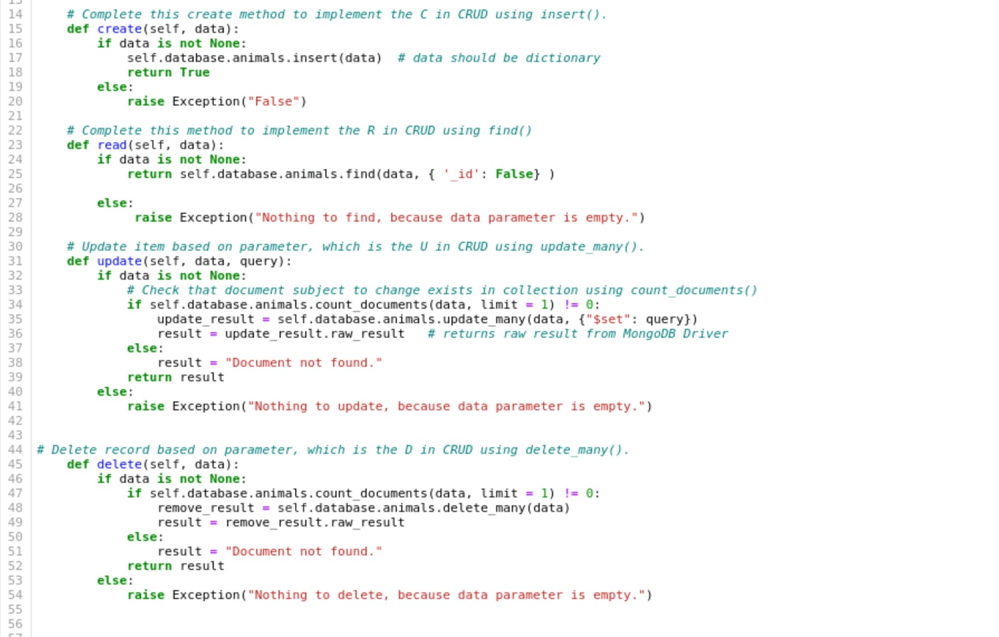 14     # Complete this create method to implement the C in CRUD using insert().
15     def create(self, data):
16         if data is not None:
17             self.database.animals.insert(data)  # data should be dictionary
18             return True
19         else:
20             raise Exception("False")
21
22     # Complete this method to implement the R in CRUD using find()
23     def read(self, data):
24         if data is not None:
25             return self.database.animals.find(data, { '_id': False} )
26
27         else:
28              raise Exception("Nothing to find, because data parameter is empty.")
29
30     # Update item based on parameter, which is the U in CRUD using update_many().
31     def update(self, data, query):
32         if data is not None:
33             # Check that document subject to change exists in collection using count_documents()
34             if self.database.animals.count_documents(data, limit = 1) != 0:
35                 update_result = self.database.animals.update_many(data, {"$set": query})
36                 result = update_result.raw_result   # returns raw result from MongoDB Driver
37             else:
38                 result = "Document not found."
39             return result
40         else:
41             raise Exception("Nothing to update, because data parameter is empty.")
42
43
44 # Delete record based on parameter, which is the D in CRUD using delete_many().
45     def delete(self, data):
46         if data is not None:
47             if self.database.animals.count_documents(data, limit = 1) != 0:
48                 remove_result = self.database.animals.delete_many(data)
49                 result = remove_result.raw_result
50             else:
51                 result = "Document not found."
52             return result
53         else:
54             raise Exception("Nothing to delete, because data parameter is empty.")
55
56